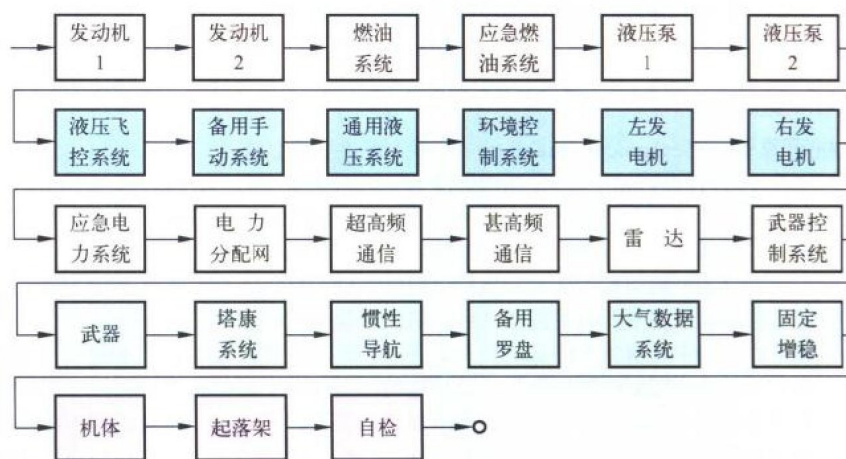 发动机 发动机 燃油 应急燃 液压泵 液压泵
1 2 系统 油系统 1 2
液压飞 备用手 通用液 环境控 左发 右发
控系统 动系统 压系统 制系统 电机 电机
应急电 电力 超高频 甚高频 雷达 武器控
力系统 分配网 通信 通信 制系统
武器 塔康 惯性 备用 大气数据 固定
系统 导航 罗盘 系统 增稳
机体 起落架 自检